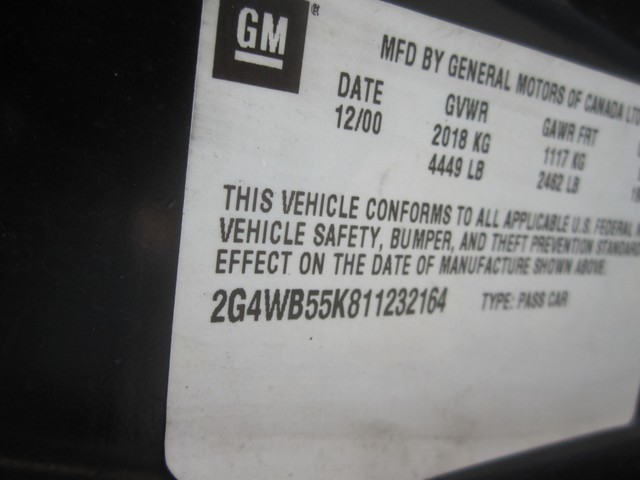 GM®
MFD BY GENERAL MOTORS OF CANADA LTD
DATE GVWR GAWR FRT
12/00 2018 KG 1117 KG
4449 LB 2462 LB
THIS VEHICLE CONFORMS TO ALL APPLICABLE U.S. FEDERAL
VEHICLE SAFETY, BUMPER, AND THEFT PREVENTION STANDARD
EFFECT ON THE DATE OF MANUFACTURE SHOWN ABOVE.
2G4WB55K811232164 TYPE: PASS CAR